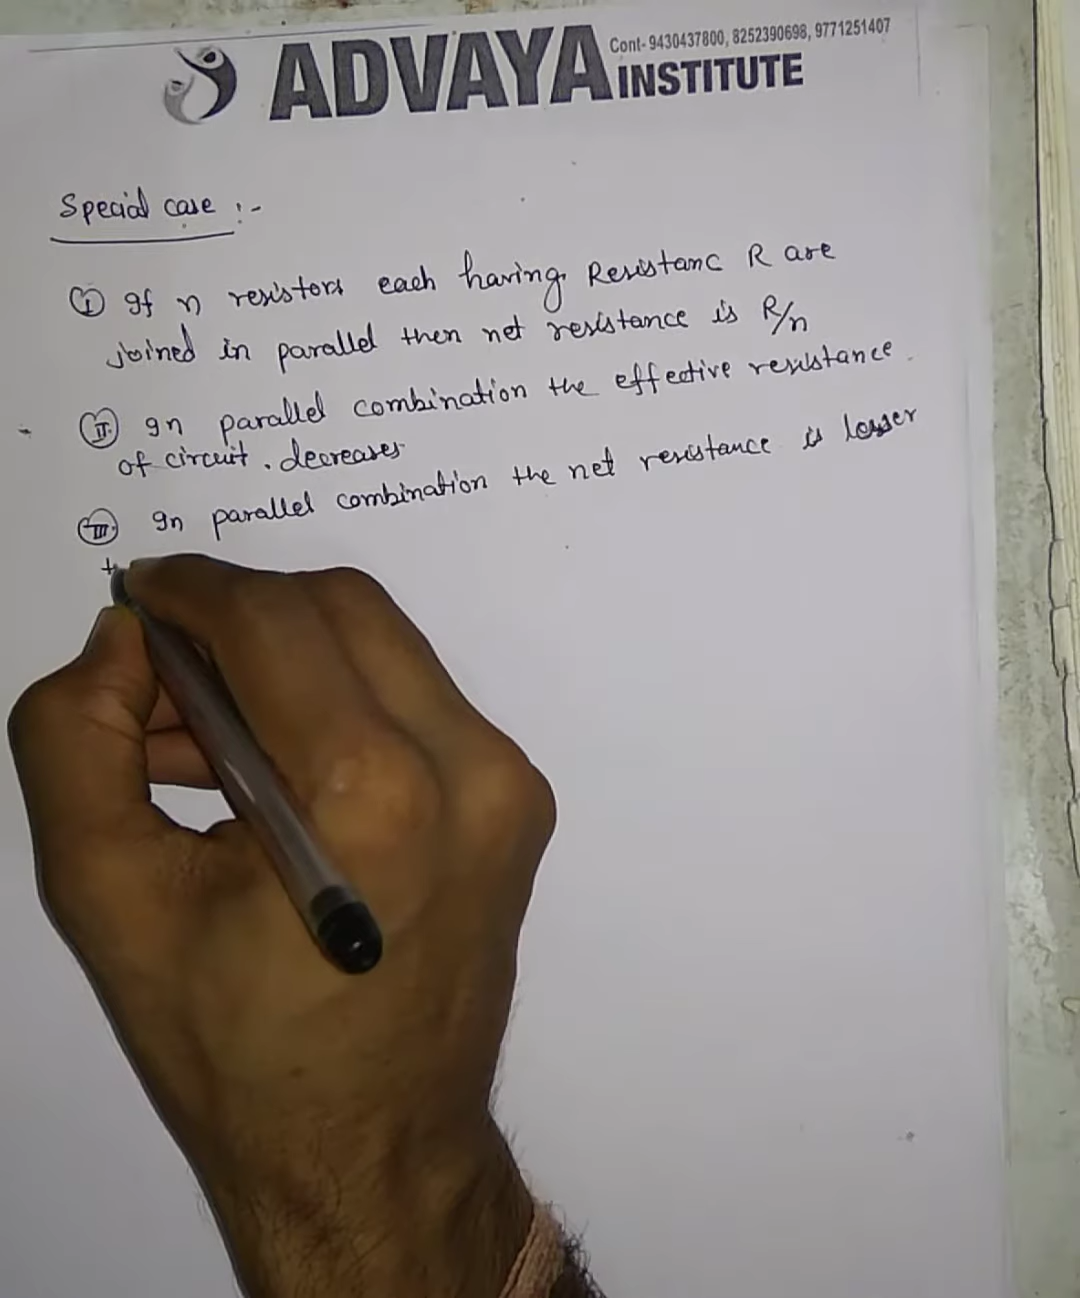 ADVAYA INSTITUTE
Cont- 9430437800, 8252390698, 9771251407
Special case :-
I If n resistors each having Resistanc R are
joined in parallel then net resistance is R/n
II. In parallel combination the effective resistance
of circuit. decreases
III. In parallel combination the net resistance is lesser